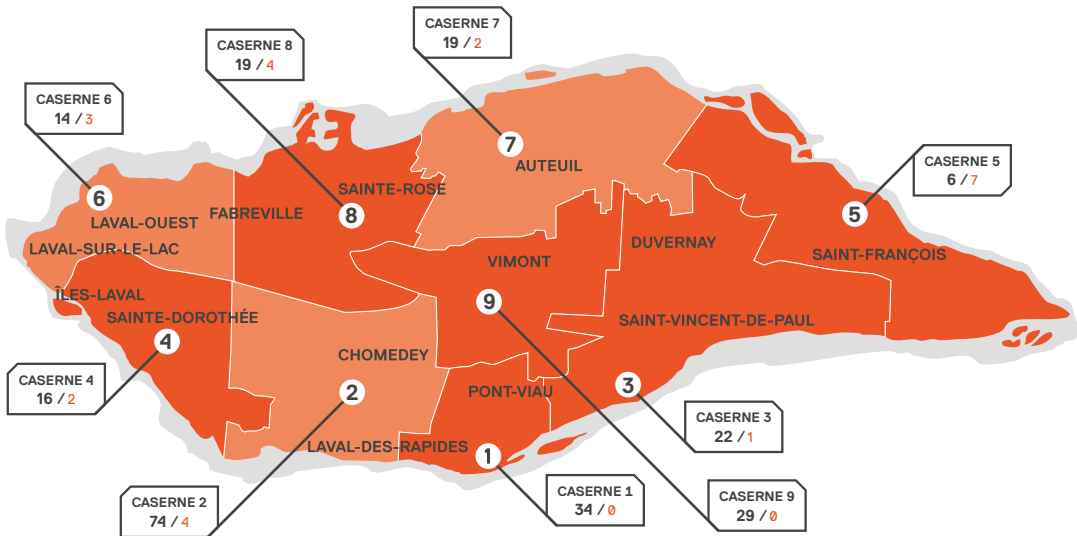 CASERNE 7
19 / 2
CASERNE 8
19 / 4
CASERNE 6
14 / 3
7
AUTEUIL
CASERNE 5
6 / 7
6
SAINTE-ROSE
8
FABREVILLE
5
LAVAL-OUEST
LAVAL-SUR-LE-LAC
DUVERNAY
VIMONT
SAINT-FRANÇOIS
ÎLES-LAVAL
9
SAINTE-DOROTHÉE
SAINT-VINCENT-DE-PAUL
4
CHOMEDEY
CASERNE 4
16 / 2
2
PONT-VIAU
3
CASERNE 3
22 / 1
LAVAL-DES-RAPIDES
1
CASERNE 2
74 / 4
CASERNE 1
34 / 0
CASERNE 9
29 / 0